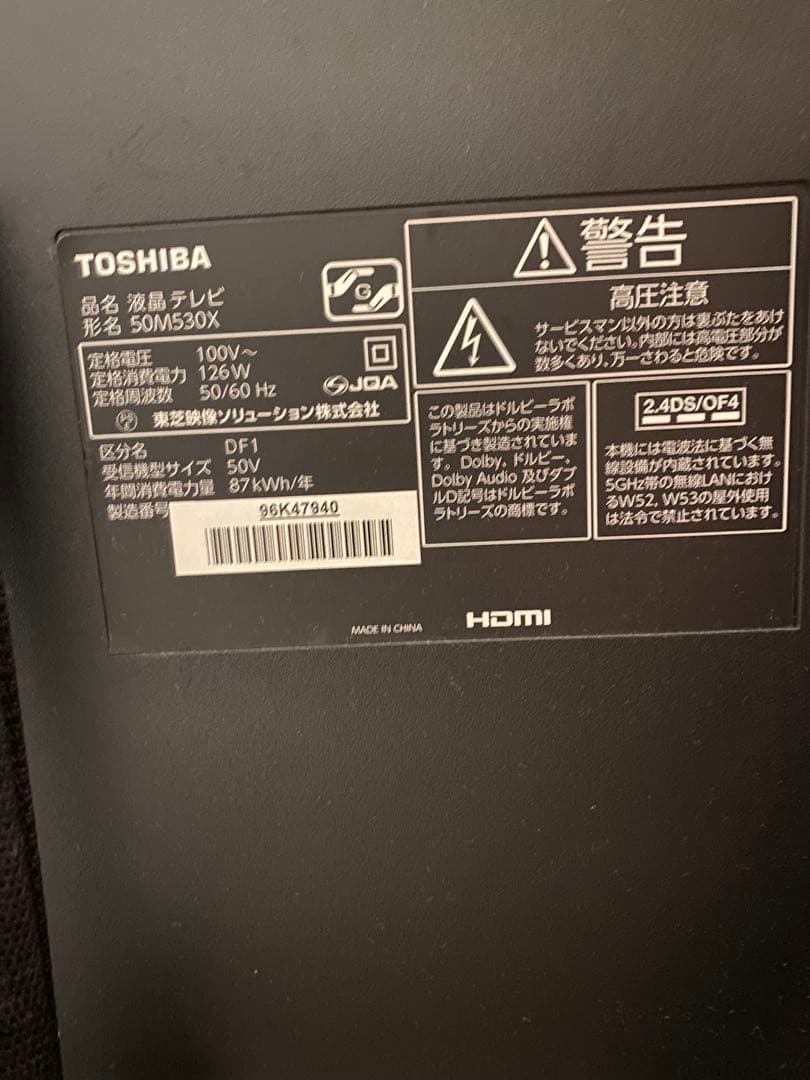 TOSHIBA
品名 液晶テレビ
形名 50M530X
G
定格電圧 100V～
定格消費電力 126W
定格周波数 50/60 Hz
JQA
PS
E
東芝映像ソリューション株式会社
区分名 DF1
受信機型サイズ 50V
年間消費電力量 87kWh/年
製造番号
96K47940
MADE IN CHINA
HDMI
警告
高圧注意
サービスマン以外の方は裏ぶたをあけ
ないでください。内部には高電圧部分が
数多くあり、万一さわると危険です。
この製品はドルビーラボ
ラトリーズからの実施権
に基づき製造されていま
す。Dolby、ドルビー、
Dolby Audio 及びダブ
ルD記号はドルビーラボ
ラトリーズの商標です。
2.4DS/OF4
本機には電波法に基づく無
線設備が内蔵されています。
5GHz帯の無線LANにおけ
るW52, W53の屋外使用
は法令で禁止されています。